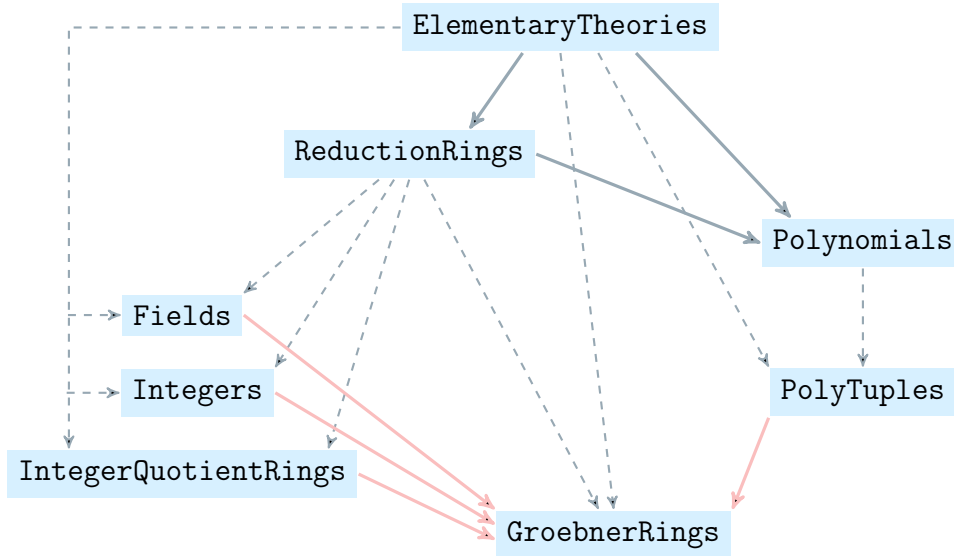 ElementaryTheories
ReductionRings
Polynomials
Fields
Integers
PolyTuples
IntegerQuotientRings
GroebnerRings